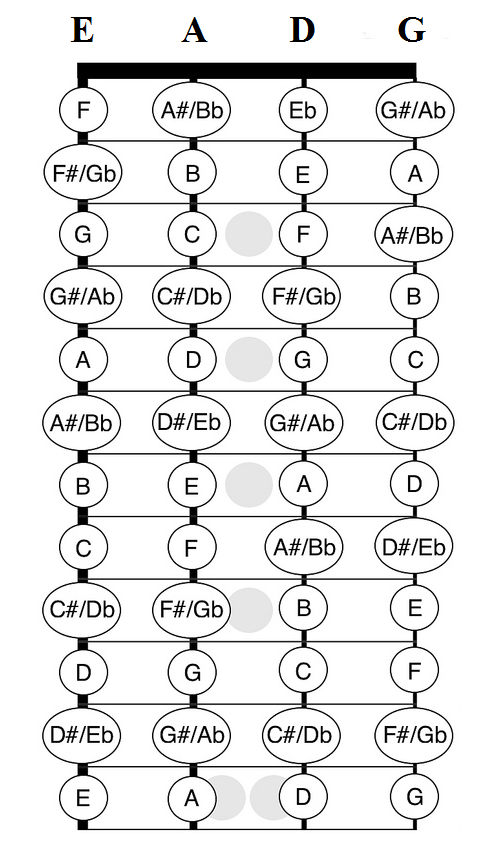 E A D G
F A#/Bb Eb G#/Ab
F#/Gb B E A
G C F A#/Bb
G#/Ab C#/Db F#/Gb B
A D G C
A#/Bb D#/Eb G#/Ab C#/Db
B E A D
C F A#/Bb D#/Eb
C#/Db F#/Gb B E
D G C F
D#/Eb G#/Ab C#/Db F#/Gb
E A D G